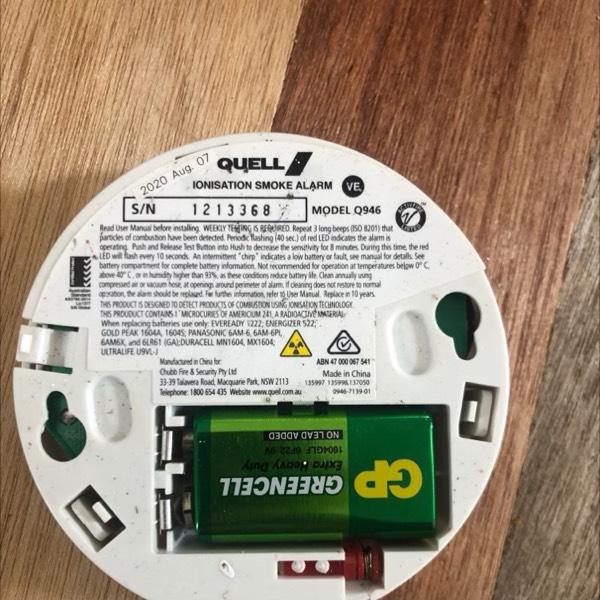 2020 Aug. 07
QUELL
IONISATION SMOKE ALARM VE
S/N 1213368 MODEL Q946
Read User Manual before installing. WEEKLY TESTING IS REQUIRED. Repeat 3 long beeps (ISO 8201) that
particles of combustion have been detected. Periodic flashing (40 sec.) of red LED indicates the alarm is
operating. Push and Release Test Button into Hush to decrease the sensitivity for 8 minutes. During this time, the red
LED will flash every 10 seconds. An intermittent "chirp" indicates a low battery or fault, see manual for details. See
battery compartment for complete battery information. Not recommended for operation at temperatures below 0° C,
above 40° C, or in humidity greater than 93%, as these conditions reduce battery life. Clean annually using
compressed air or vacuum hose, at openings around perimeter of alarm. If cleaning does not restore to normal
operation, the alarm should be replaced. For further information, refer to User Manual. Replace in 10 years.
THIS PRODUCT IS DESIGNED TO DETECT PRODUCTS OF COMBUSTION USING IONISATION TECHNOLOGY.
THIS PRODUCT CONTAINS 1 MICROCURIES OF AMERICIUM 241, A RADIOACTIVE MATERIAL.
When replacing batteries use only: EVEREADY 1222; ENERGIZER 522;
GOLD PEAK 1604A, 1604S; PANASONIC 6AM-6, 6AM-6PI,
6AM6X, and 6LR61 (GA);DURACELL MN1604, MX1604;
ULTRALIFE U9VL-J
Australian
Standard
Manufactured in China for:
Chubb Fire & Security Pty Ltd
33-39 Talavera Road, Macquarie Park, NSW 2113
Telephone: 1800 654 435 Website www.quell.com.au
ABN 47 000 067 541
Made in China
135997, 135998,137050
0946-7139-01
NO LEAD ADDED
1604GLF 6F22 9V
Extra Heavy Duty
GP GREENCELL